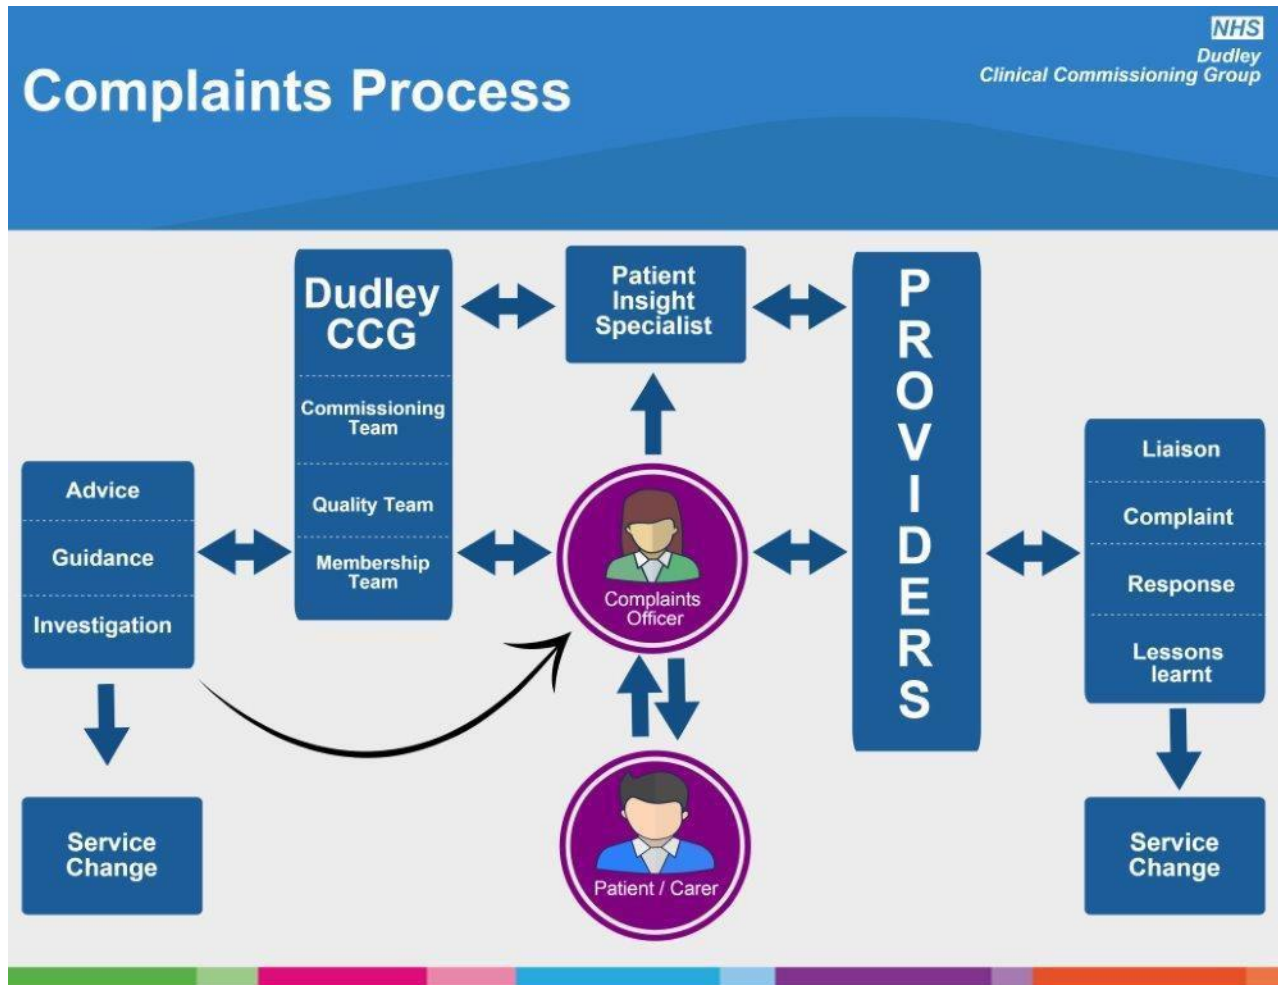 NHS
Dudley
Clinical Commissioning Group
Complaints Process
Dudley
CCG
Commissioning
Team
Quality Team
Membership
Team
Patient
Insight
Specialist
P
R
O
V
I
D
E
R
S
Advice
Guidance
Investigation
Complaints
Officer
Liaison
Complaint
Response
Lessons
learnt
Service
Change
Patient / Carer
Service
Change